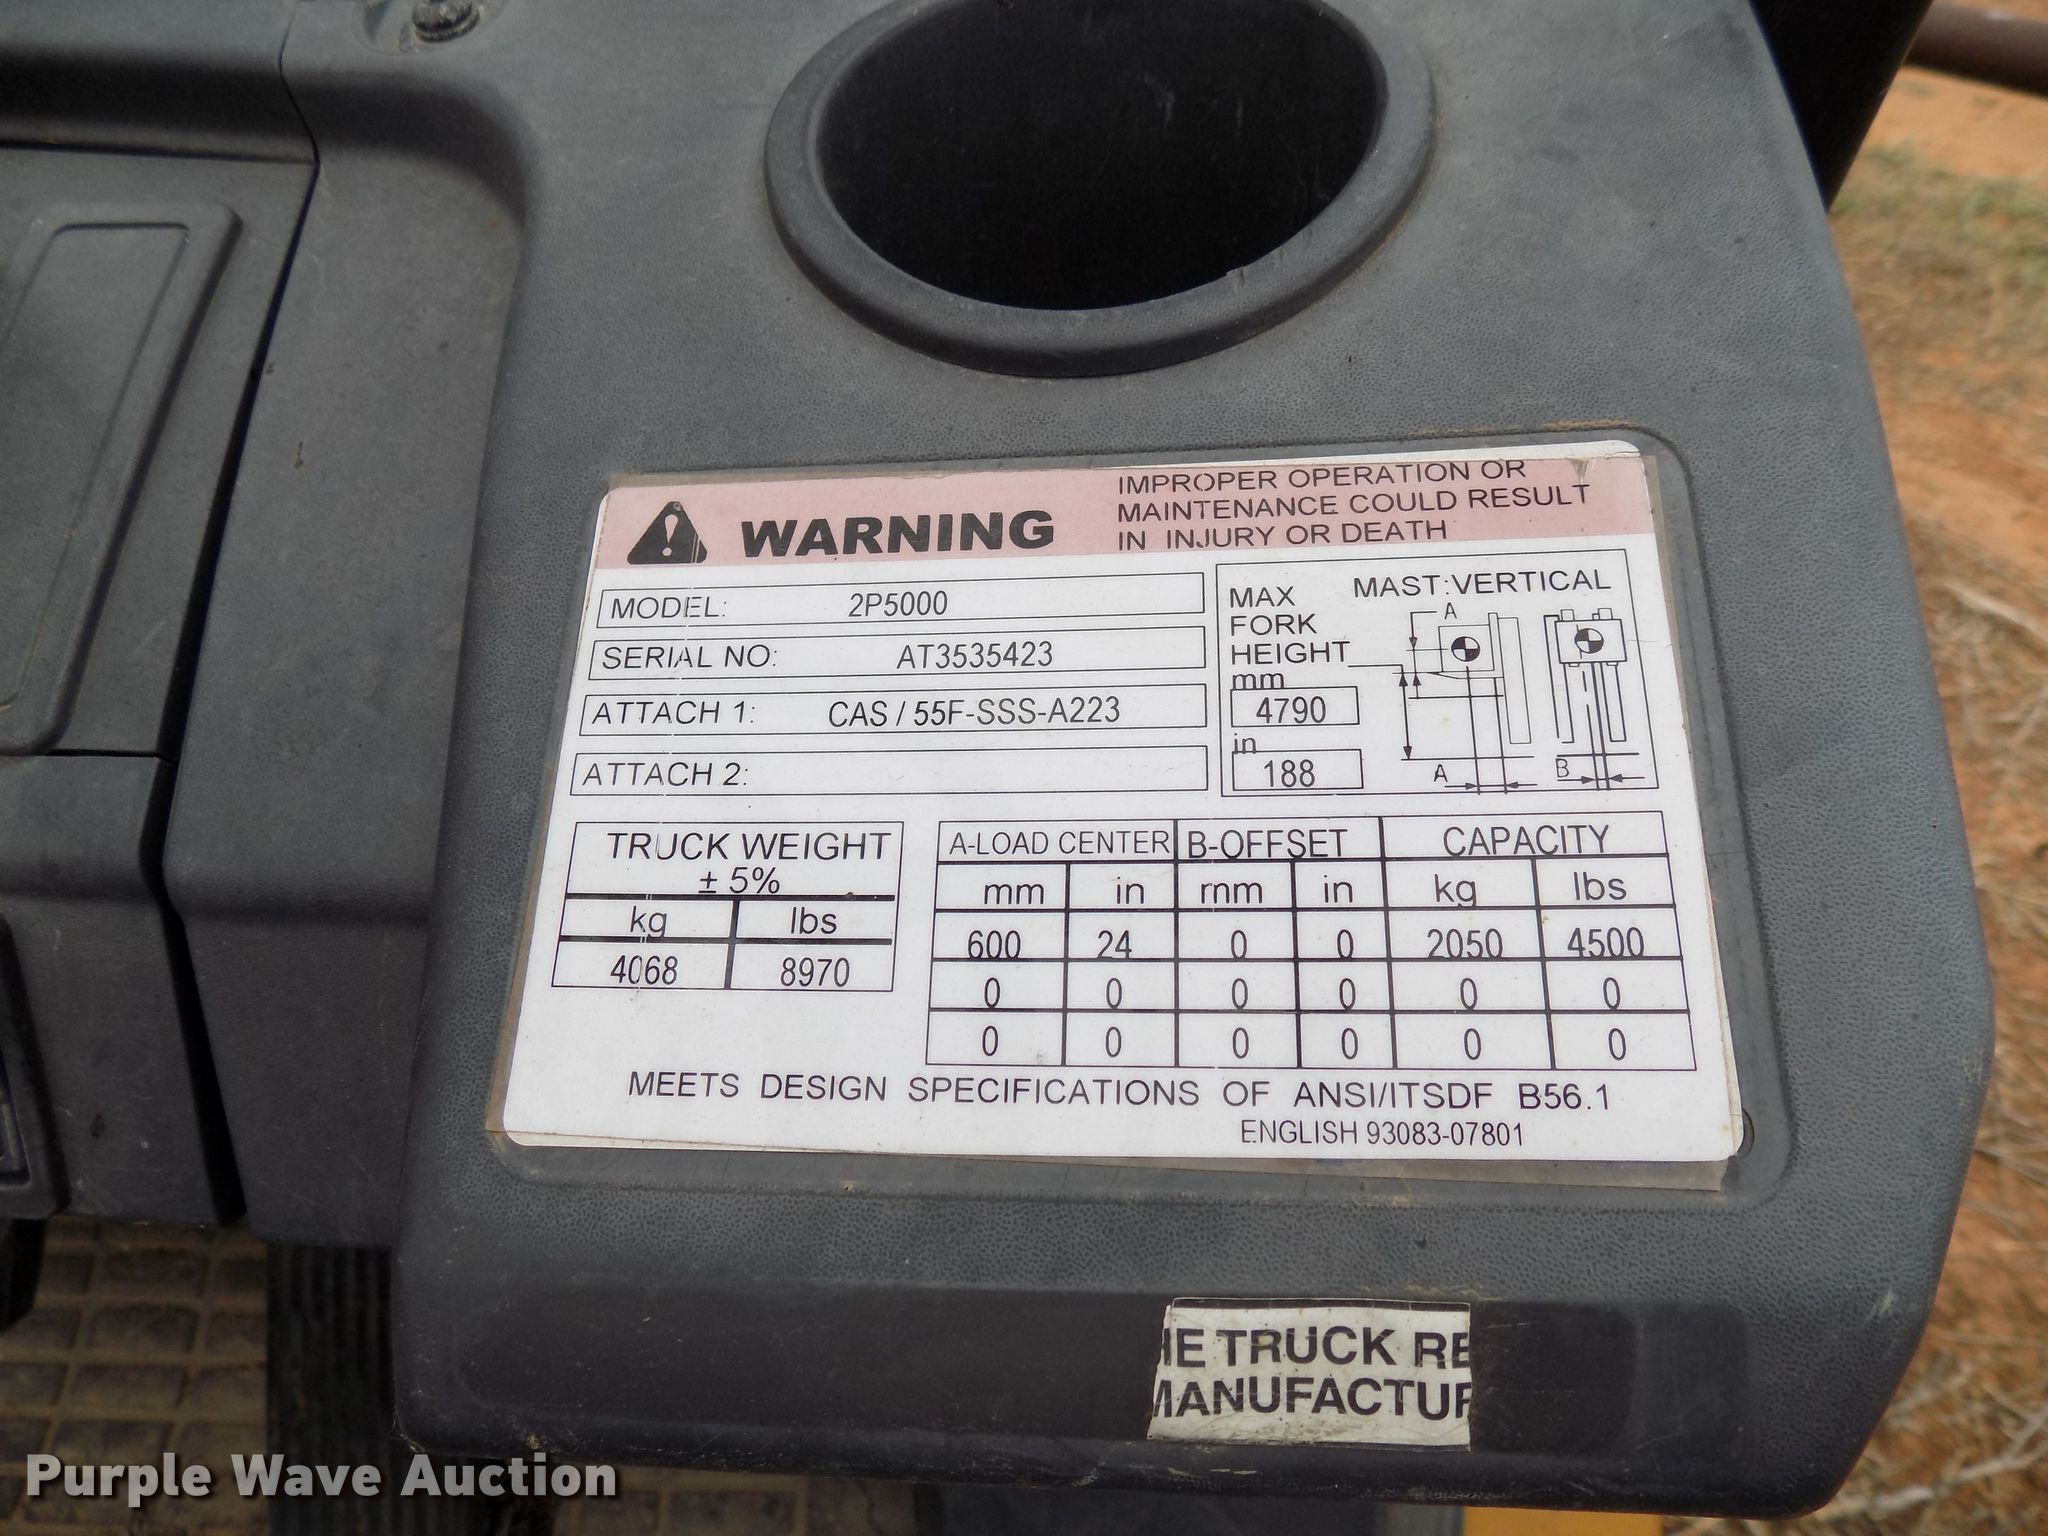 WARNING
IMPROPER OPERATION OR
MAINTENANCE COULD RESULT
IN INJURY OR DEATH
MODEL: 2P5000
SERIAL NO: AT3535423
ATTACH 1: CAS / 55F-SSS-A223
ATTACH 2:
MAX
FORK
HEIGHT
mm
4790
in
188
MAST:VERTICAL
A
A
B
TRUCK WEIGHT
± 5%
kg lbs
4068 8970
A-LOAD CENTER B-OFFSET CAPACITY
mm in mm in kg lbs
600 24 0 0 2050 4500
0 0 0 0 0 0
0 0 0 0 0 0
MEETS DESIGN SPECIFICATIONS OF ANSI/ITSDF B56.1
ENGLISH 93083-07801
HE TRUCK RE
MANUFACTUR
Purple Wave Auction